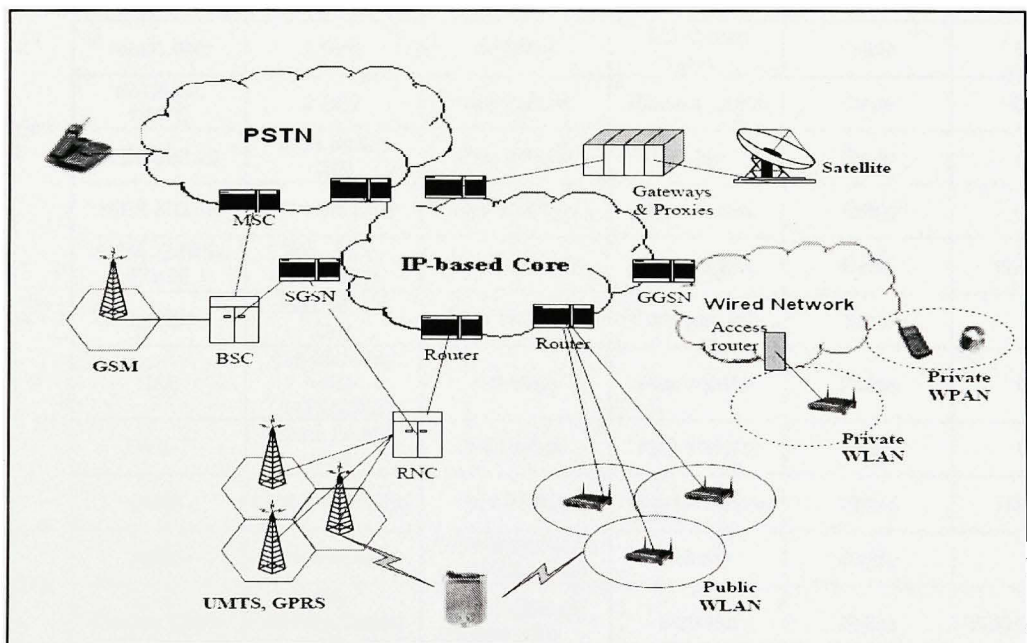 PSTN
MSC
Gateways
& Proxies
Satellite
IP-based Core
SGSN
GGSN
BSC
GSM
Router
Router
Wired Network
Access
router
Private
WPAN
Private
WLAN
RNC
UMTS, GPRS
Public
WLAN